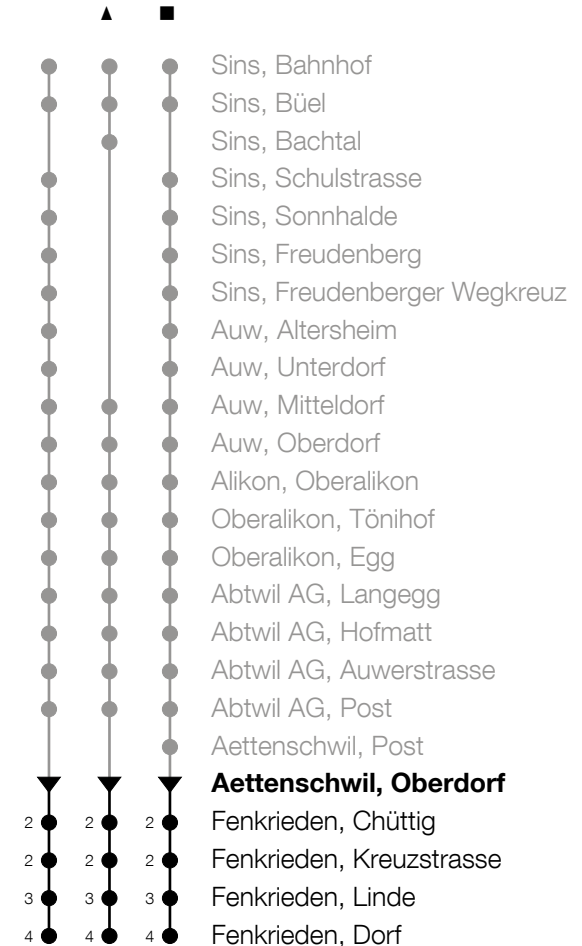 ▲ ■
Sins, Bahnhof
Sins, Büel
Sins, Bachtal
Sins, Schulstrasse
Sins, Sonnhalde
Sins, Freudenberg
Sins, Freudenberger Wegkreuz
Auw, Altersheim
Auw, Unterdorf
Auw, Mitteldorf
Auw, Oberdorf
Alikon, Oberalikon
Oberalikon, Tönihof
Oberalikon, Egg
Abtwil AG, Langegg
Abtwil AG, Hofmatt
Abtwil AG, Auwerstrasse
Abtwil AG, Post
Aettenschwil, Post
Aettenschwil, Oberdorf
2 2 2 Fenkrieden, Chüttig
2 2 2 Fenkrieden, Kreuzstrasse
3 3 3 Fenkrieden, Linde
4 4 4 Fenkrieden, Dorf